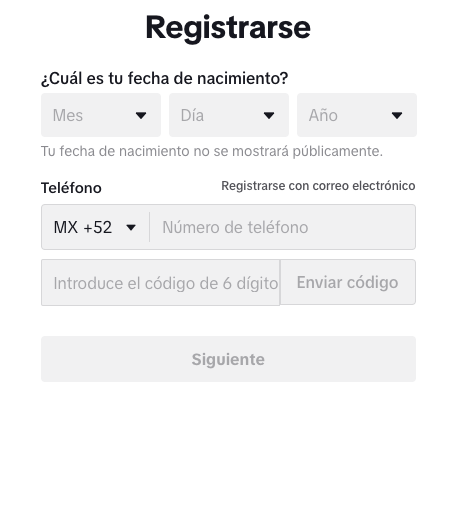 Registrarse
¿Cuál es tu fecha de nacimiento?
Mes Día Año
Tu fecha de nacimiento no se mostrará públicamente.
Teléfono Registrarse con correo electrónico
MX +52 Número de teléfono
Introduce el código de 6 dígito Enviar código
Siguiente